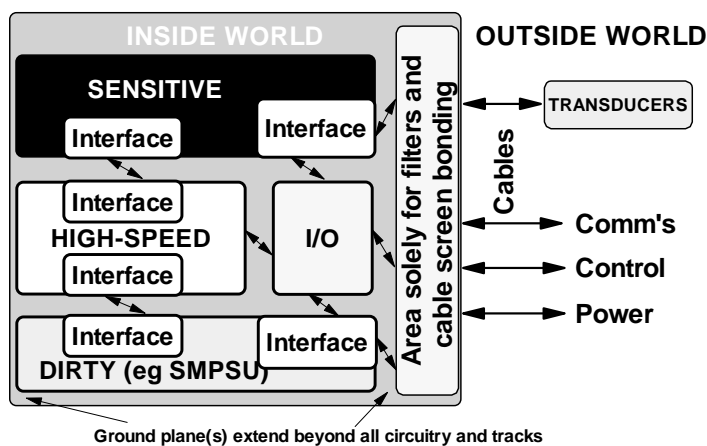 INSIDE WORLD
OUTSIDE WORLD
SENSITIVE
Interface
Interface
Interface
HIGH-SPEED
Interface
I/O
Interface
Interface
DIRTY (eg SMPSU)
Area solely for filters and
cable screen bonding
TRANSDUCERS
Cables
Comm's
Control
Power
Ground plane(s) extend beyond all circuitry and tracks